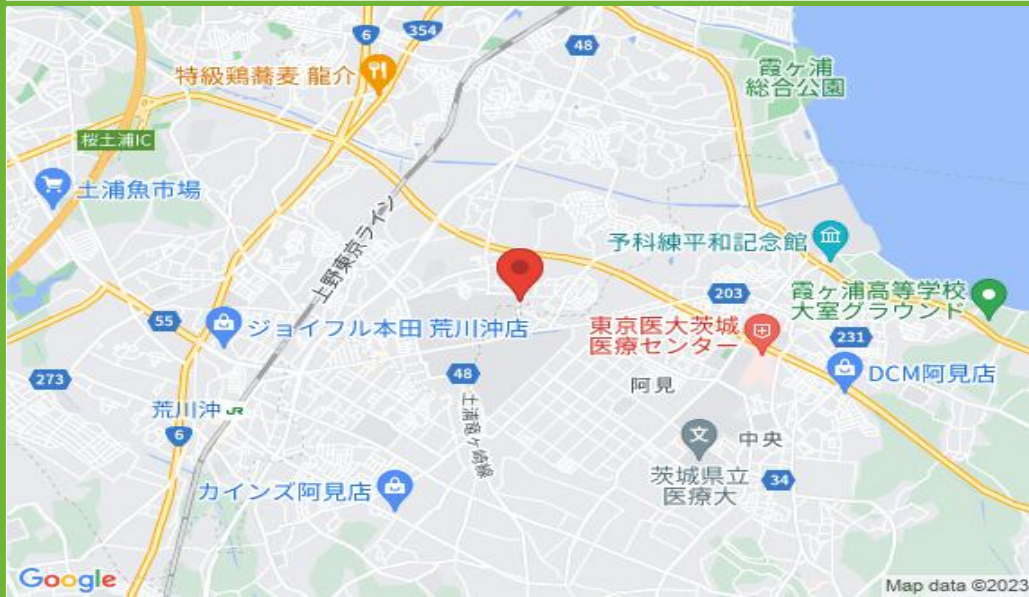 6
354
48
特級鶏蕎麦 龍介
霞ヶ浦
総合公園
桜土浦IC
土浦魚市場
上野東京ライン
予科練平和記念館
203
霞ヶ浦高等学校
大室グラウンド
55
ジョイフル本田 荒川沖店
東京医大茨城
医療センター
231
273
48
阿見
DCM阿見店
荒川沖 JR
土浦竜ヶ崎線
6
文
中央
茨城県立
医療大
34
カインズ阿見店
Google
Map data ©2023